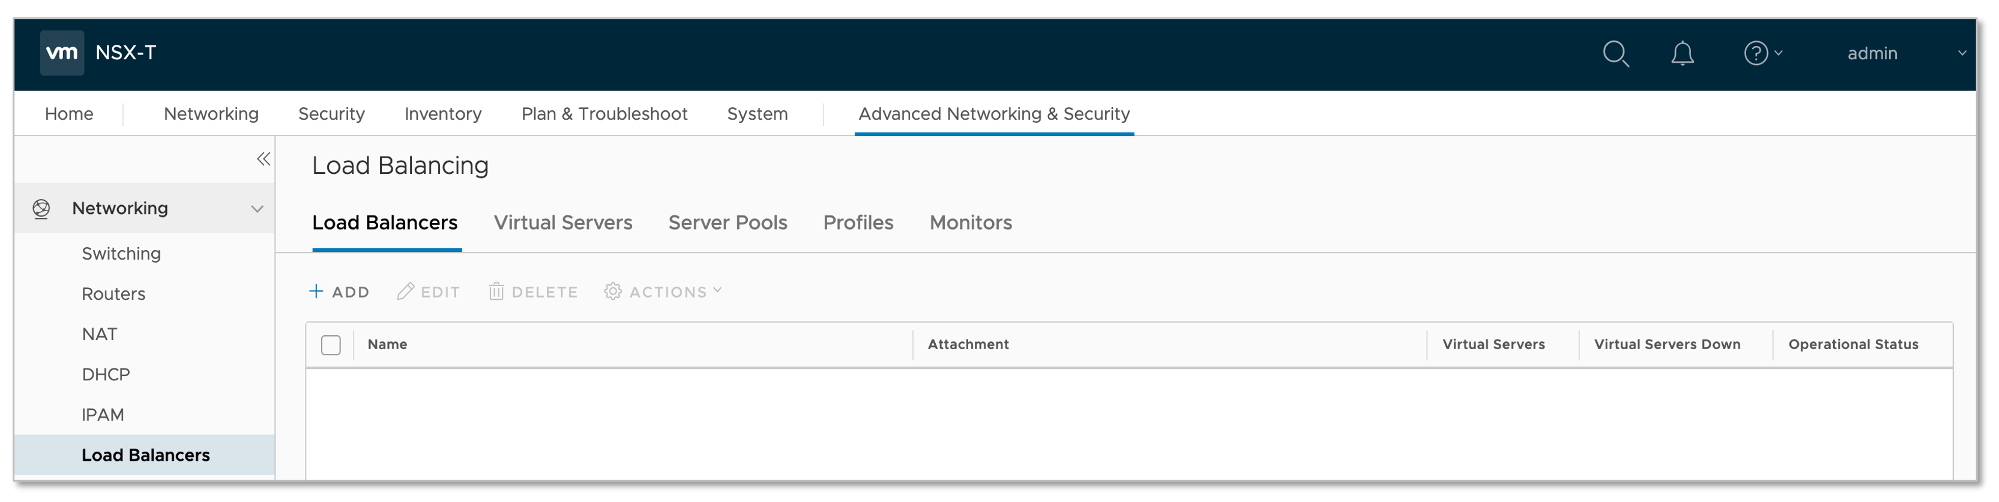 vm NSX-T admin
Home Networking Security Inventory Plan & Troubleshoot System Advanced Networking & Security
Networking
Switching
Routers
NAT
DHCP
IPAM
Load Balancers
Load Balancing
Load Balancers Virtual Servers Server Pools Profiles Monitors
+ ADD EDIT DELETE ACTIONS
Name Attachment Virtual Servers Virtual Servers Down Operational Status